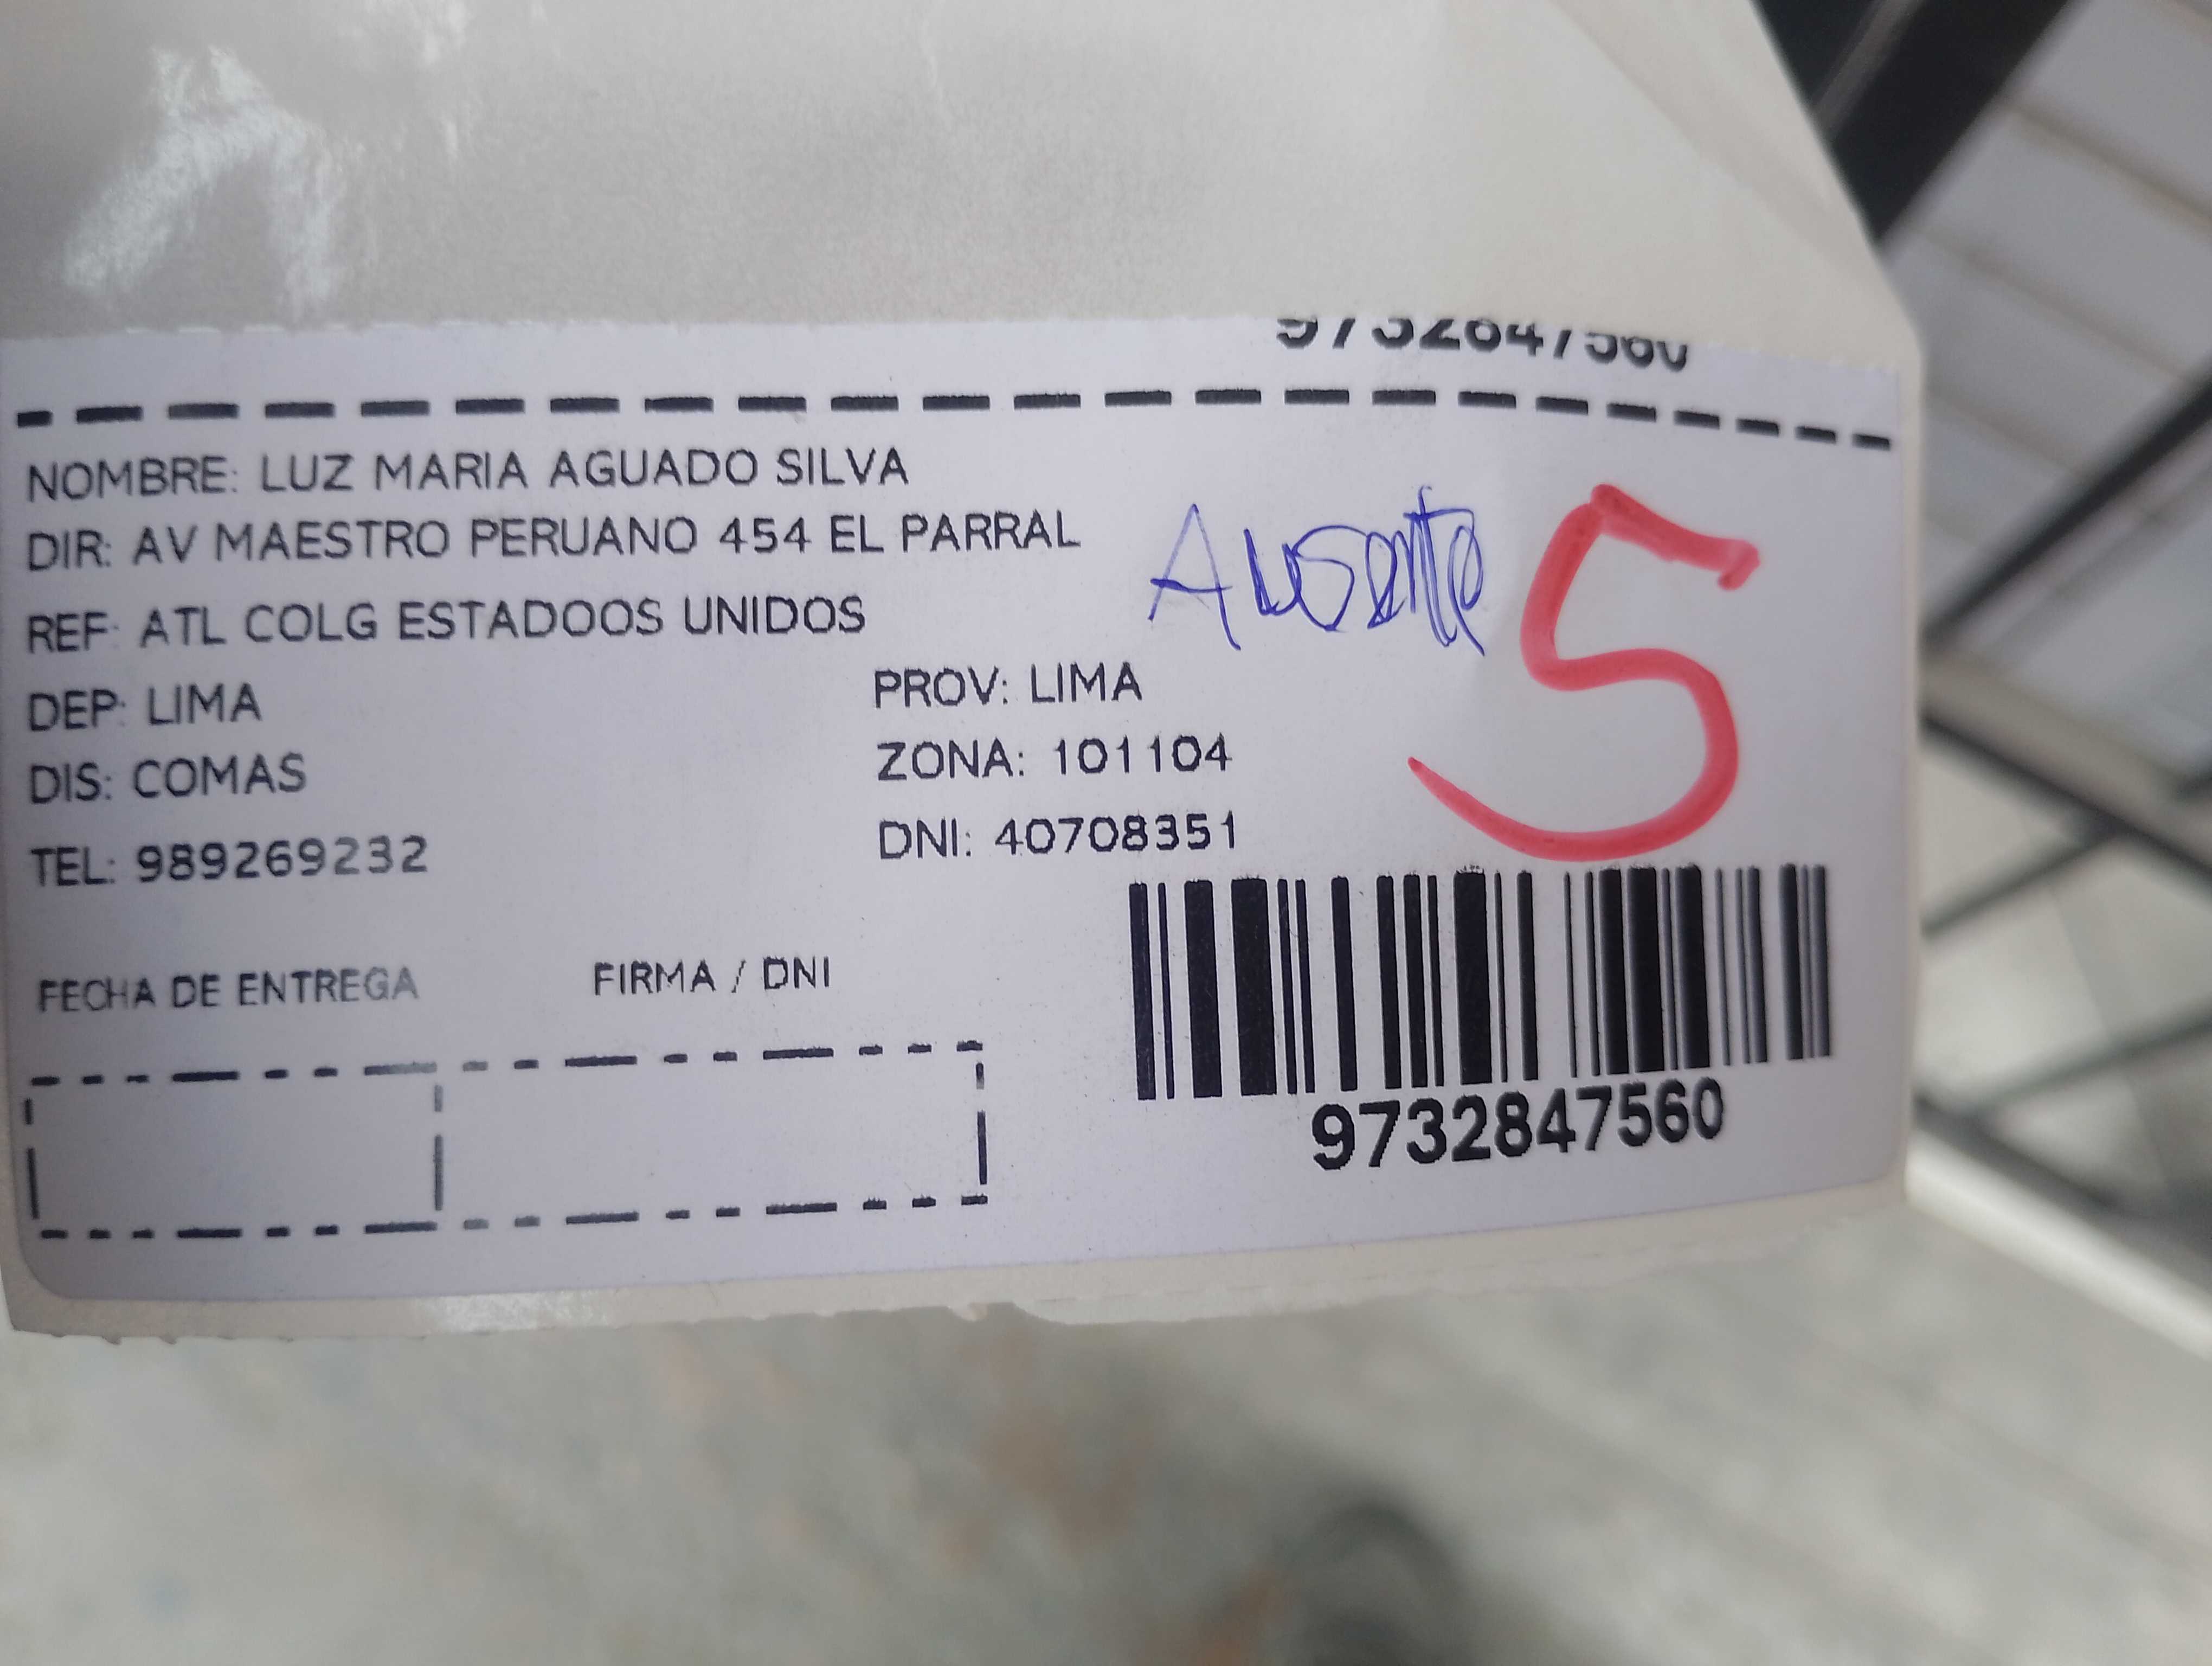 9732847560
NOMBRE: LUZ MARIA AGUADO SILVA
DIR: AV MAESTRO PERUANO 454 EL PARRAL
Ausente
5
REF: ATL COLG ESTADOOS UNIDOS
DEP: LIMA
PROV: LIMA
DIS: COMAS
ZONA: 101104
TEL: 989269232
DNI: 40708351
FECHA DE ENTREGA
FIRMA / DNI
9732847560